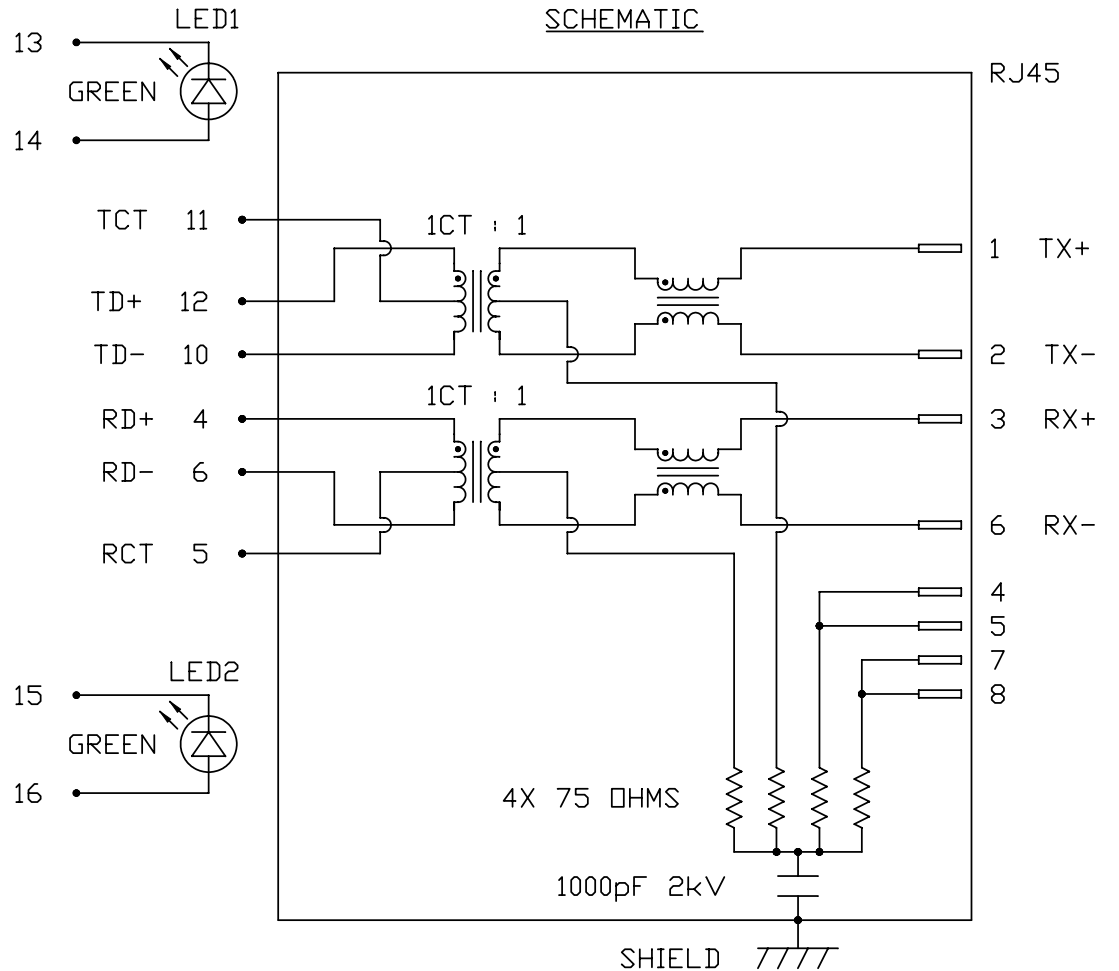 SCHEMATIC
LED1
13
GREEN
14
RJ45
TCT 11
1CT : 1
1 TX+
TD+ 12
TD- 10
2 TX-
1CT : 1
RD+ 4
3 RX+
RD- 6
6 RX-
RCT 5
4
5
7
8
LED2
15
GREEN
16
4X 75 OHMS
1000pF 2kV
SHIELD